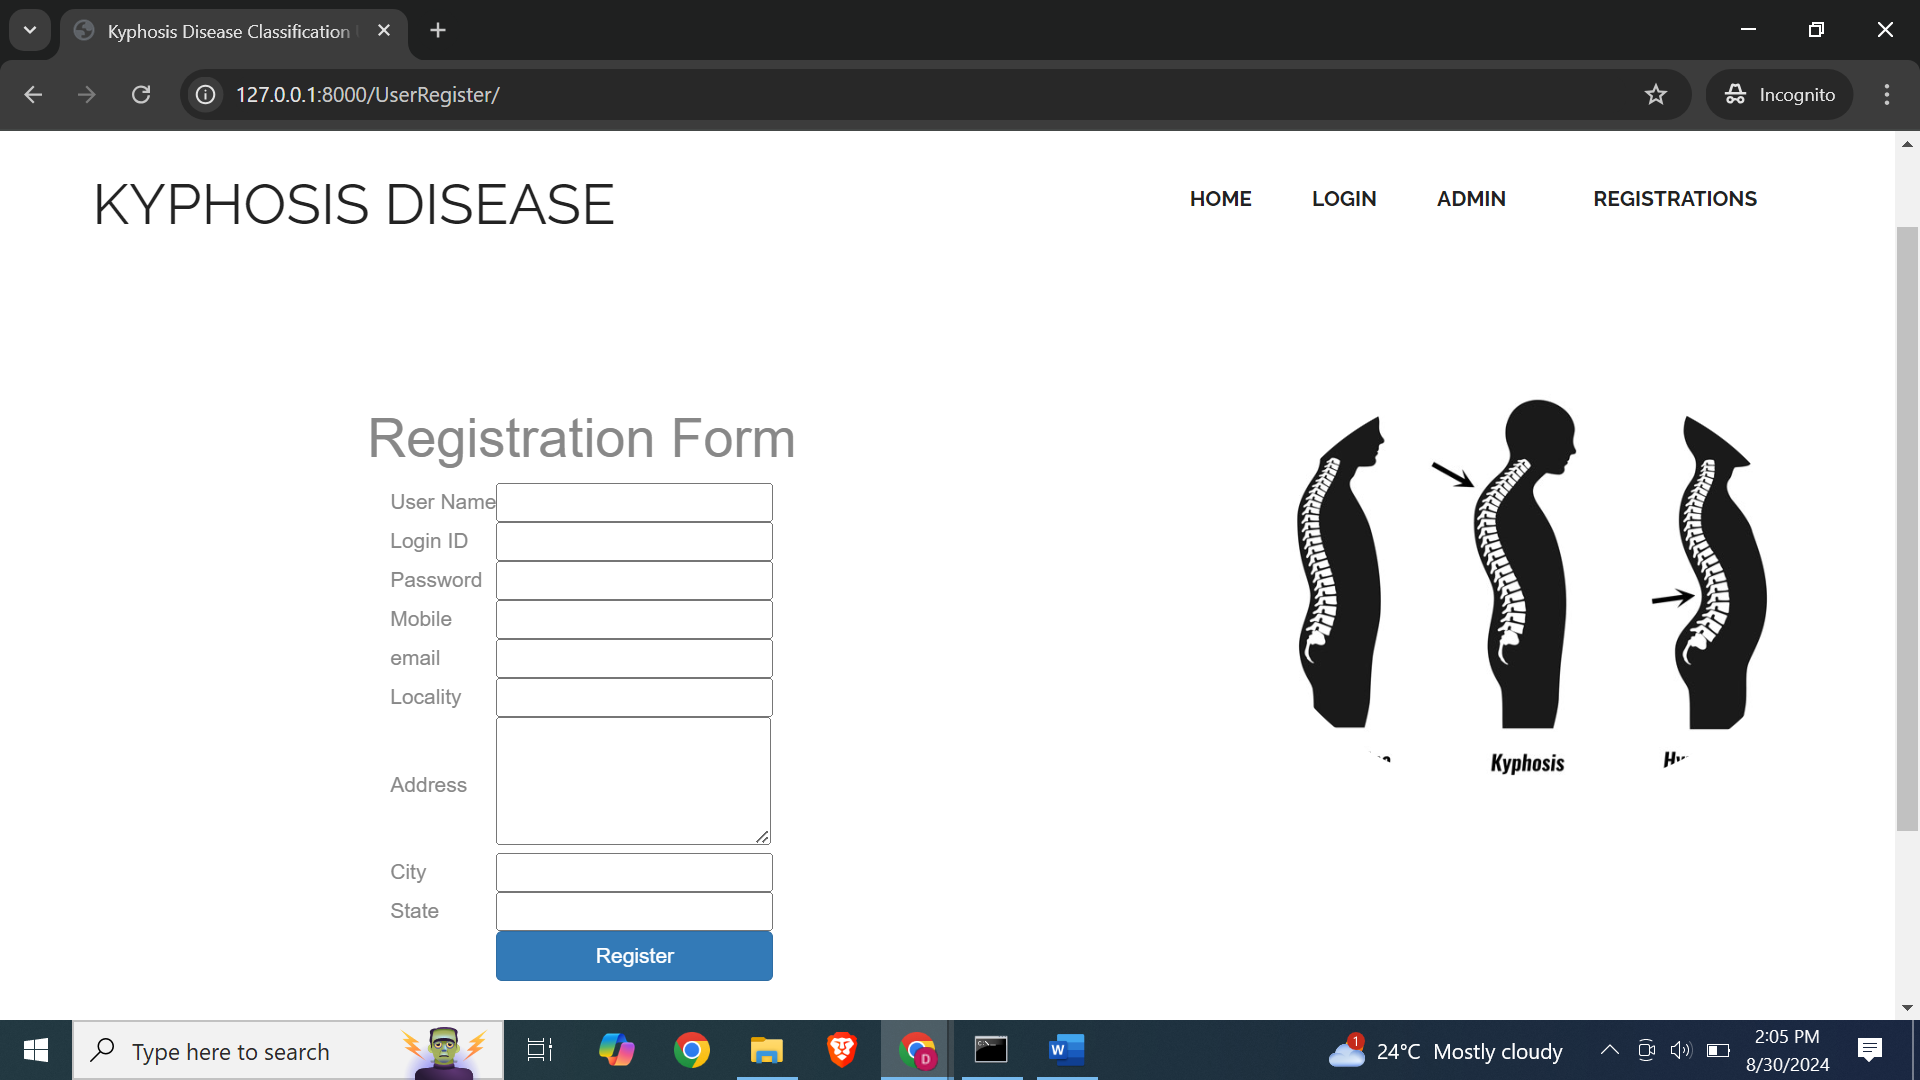 Kyphosis Disease Classification
127.0.0.1:8000/UserRegister/
Incognito
KYPHOSIS DISEASE
HOME LOGIN ADMIN REGISTRATIONS
Registration Form
User Name
Login ID
Password
Mobile
email
Locality
Address
City
State
Register
Kyphosis
Type here to search
D
W
1
24°C Mostly cloudy
2:05 PM
8/30/2024